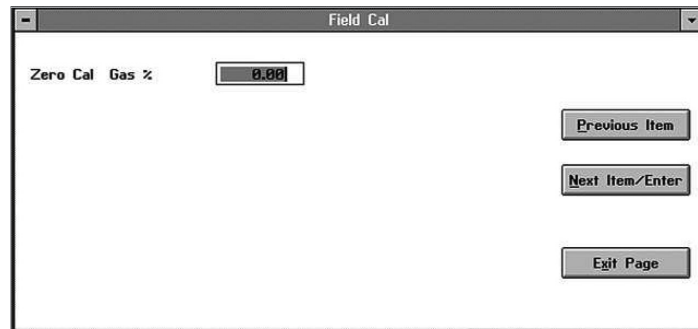 Field Cal
Zero Cal Gas % 0.00
Previous Item
Next Item/Enter
Exit Page